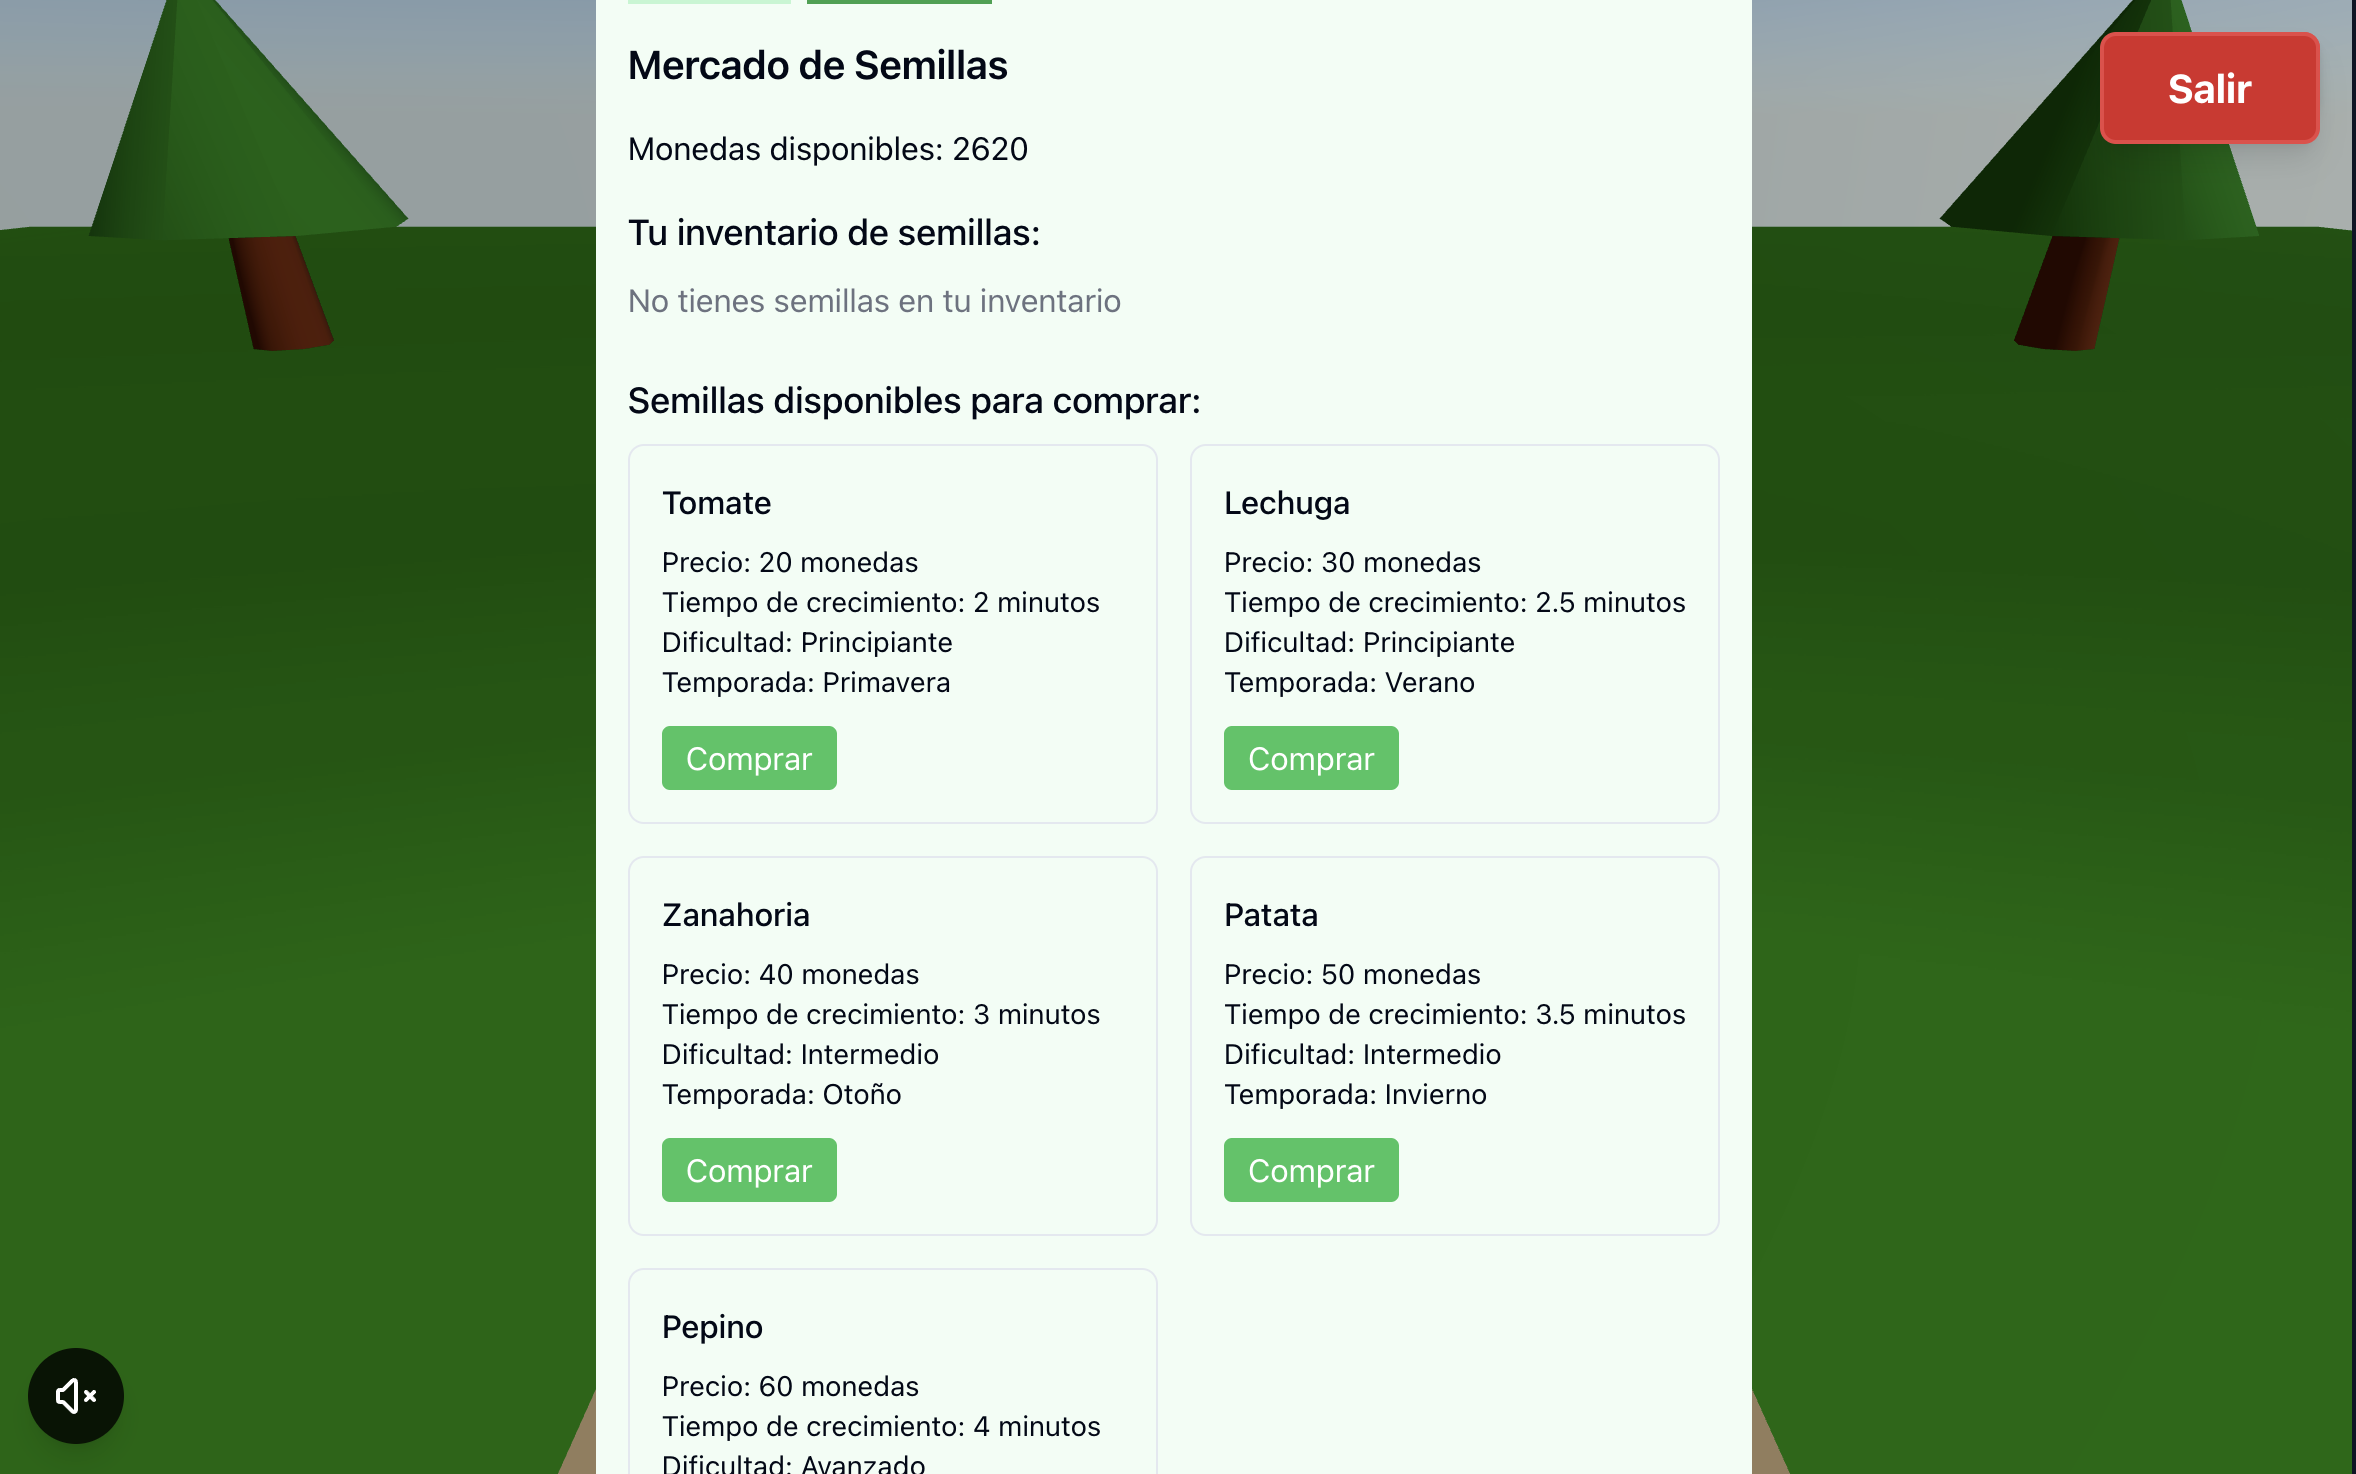 Mercado de Semillas
Salir
Monedas disponibles: 2620
Tu inventario de semillas:
No tienes semillas en tu inventario
Semillas disponibles para comprar:
Tomate
Precio: 20 monedas
Tiempo de crecimiento: 2 minutos
Dificultad: Principiante
Temporada: Primavera
Comprar
Lechuga
Precio: 30 monedas
Tiempo de crecimiento: 2.5 minutos
Dificultad: Principiante
Temporada: Verano
Comprar
Zanahoria
Precio: 40 monedas
Tiempo de crecimiento: 3 minutos
Dificultad: Intermedio
Temporada: Otoño
Comprar
Patata
Precio: 50 monedas
Tiempo de crecimiento: 3.5 minutos
Dificultad: Intermedio
Temporada: Invierno
Comprar
Pepino
Precio: 60 monedas
Tiempo de crecimiento: 4 minutos
Dificultad: Avanzado